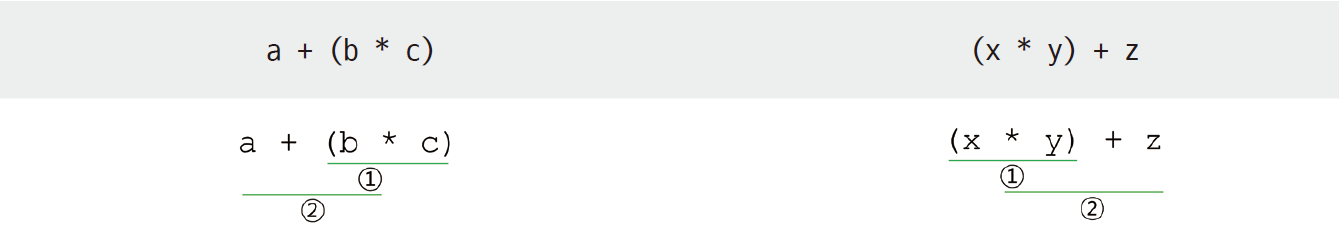 a + (b * c) (x * y) + z
a + (b * c) (x * y) + z
① ①
② ②